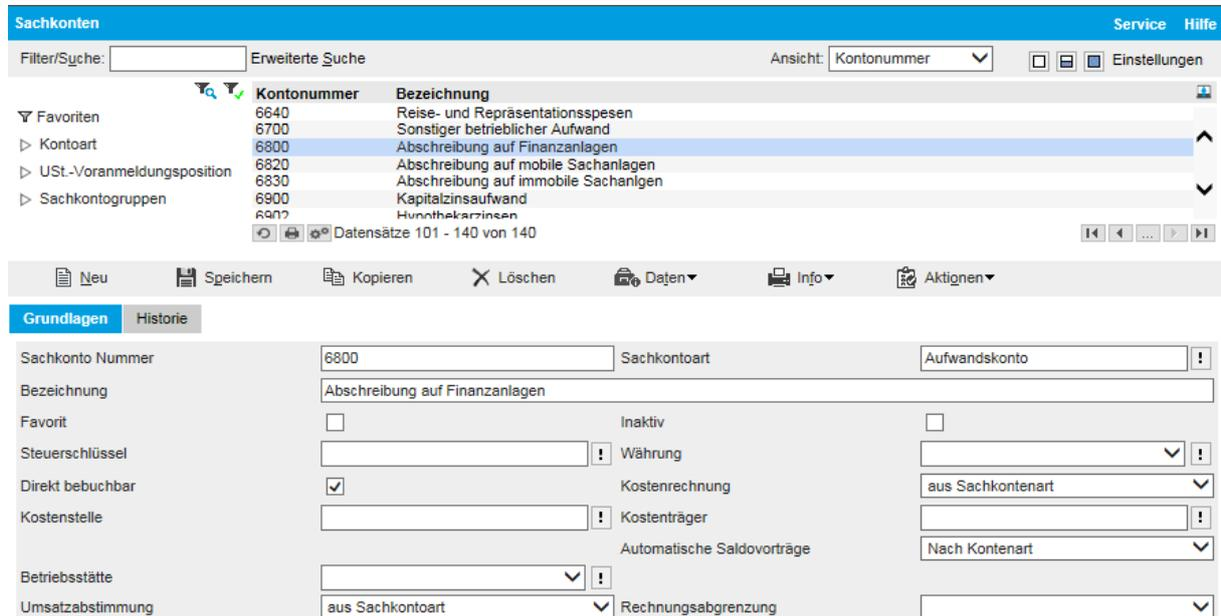 Sachkonten Service Hilfe
Filter/Suche: Erweiterte Suche Ansicht: Kontonummer Einstellungen
Kontonummer Bezeichnung
Favoriten
Kontoart
USt.-Voranmeldungsposition
Sachkontogruppen
6640 Reise- und Repräsentationsspesen
6700 Sonstiger betrieblicher Aufwand
6800 Abschreibung auf Finanzanlagen
6820 Abschreibung auf mobile Sachanlagen
6830 Abschreibung auf immobile Sachanlgen
6900 Kapitalzinsaufwand
6902 Hypothekarzinsen
Datensätze 101 - 140 von 140 ...
Neu Speichern Kopieren Löschen Daten Info Aktionen
Grundlagen Historie
Sachkonto Nummer 6800 Sachkontoart Aufwandskonto !
Bezeichnung Abschreibung auf Finanzanlagen
Favorit Inaktiv
Steuerschlüssel ! Währung !
Direkt bebuchbar Kostenrechnung aus Sachkontenart
Kostenstelle ! Kostenträger !
Automatische Saldovorträge Nach Kontenart
Betriebsstätte !
Umsatzabstimmung aus Sachkontoart Rechnungsabgrenzung